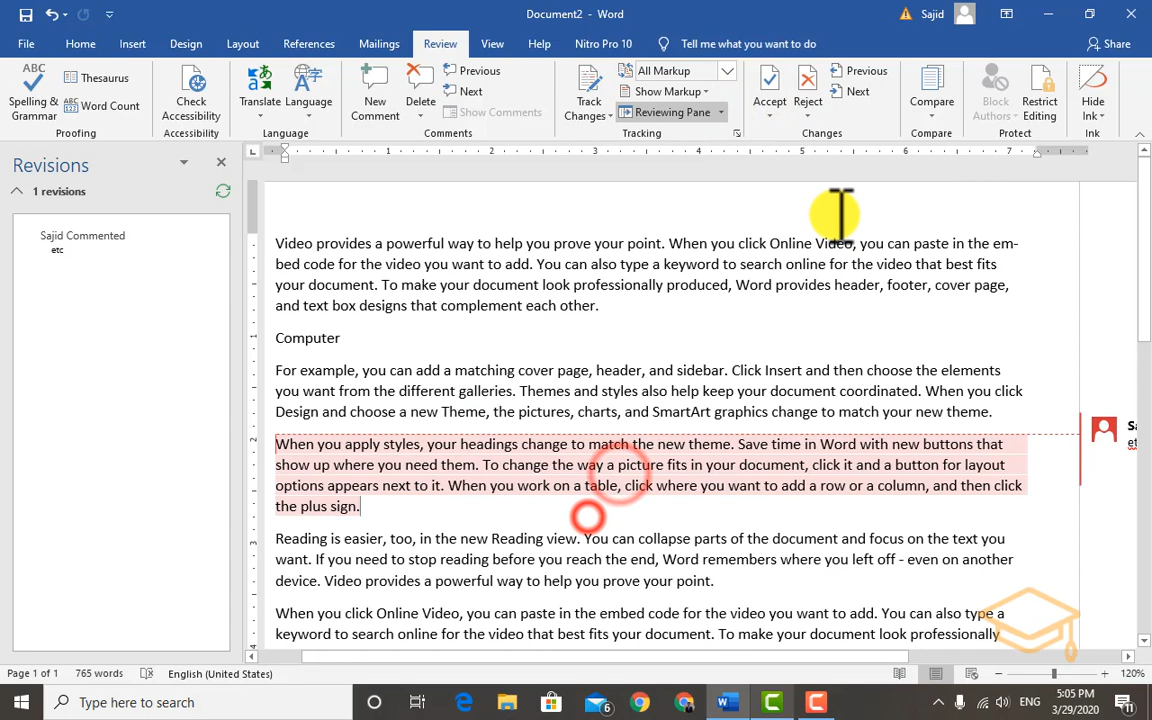 Document2 - Word
Sajid
File Home Insert Design Layout References Mailings Review View Help Nitro Pro 10 Tell me what you want to do Share
ABC
Spelling & Grammar
Thesaurus
ABC 123
Word Count
Proofing
Check Accessibility
Accessibility
Translate
Language
Language
New Comment
Delete
Previous
Next
Show Comments
Comments
Track Changes
All Markup
Show Markup
Reviewing Pane
Tracking
Accept
Reject
Previous
Next
Changes
Compare
Compare
Block Authors
Restrict Editing
Protect
Hide Ink
Ink
Revisions
1 revisions
Sajid Commented
etc
L
1 2 3 4 5 6 7
Video provides a powerful way to help you prove your point. When you click Online Video, you can paste in the em-
bed code for the video you want to add. You can also type a keyword to search online for the video that best fits
your document. To make your document look professionally produced, Word provides header, footer, cover page,
and text box designs that complement each other.
Computer
For example, you can add a matching cover page, header, and sidebar. Click Insert and then choose the elements
you want from the different galleries. Themes and styles also help keep your document coordinated. When you click
Design and choose a new Theme, the pictures, charts, and SmartArt graphics change to match your new theme.
When you apply styles, your headings change to match the new theme. Save time in Word with new buttons that
show up where you need them. To change the way a picture fits in your document, click it and a button for layout
options appears next to it. When you work on a table, click where you want to add a row or a column, and then click
the plus sign.
Sa
et
Reading is easier, too, in the new Reading view. You can collapse parts of the document and focus on the text you
want. If you need to stop reading before you reach the end, Word remembers where you left off - even on another
device. Video provides a powerful way to help you prove your point.
When you click Online Video, you can paste in the embed code for the video you want to add. You can also type a
keyword to search online for the video that best fits your document. To make your document look professionally
Page 1 of 1 765 words English (United States) 120%
Type here to search
6
ENG
5:05 PM
3/29/2020
11